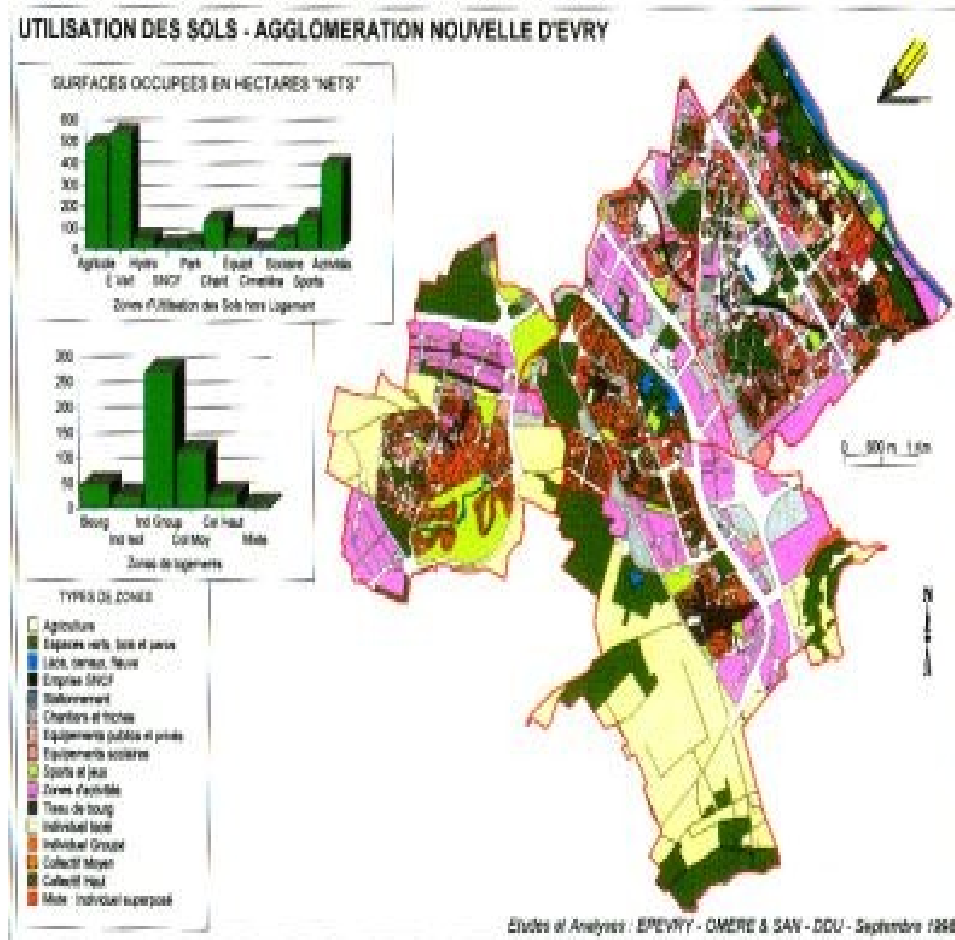 UTILISATION DES SOLS - AGGLOMERATION NOUVELLE D'EVRY
SURFACES OCCUPEES EN HECTARES "NETS"
600
500
400
300
200
100
0
Agricole Hydro Park Equipt Scolaire Activités
E Vert SNCF Chant Cimetière Sports
Zones d'Utilisation des Sols hors Logement
300
250
200
150
100
50
0
Bourg Ind Group Col Haut
Ind Isol Col Moy Mixte
Zones de logements
0 500 m 1 km
N
TYPES DE ZONES
Agriculture
Espaces verts, bois et parcs
Lacs, canaux, fleuve
Emprise SNCF
Stationnement
Chantiers et friches
Equipements publics et privés
Equipements scolaires
Sports et jeux
Zones d'activités
Tissu de bourg
Individuel Isolé
Individuel Groupé
Collectif Moyen
Collectif Haut
Mixte : Individuel superposé
Etudes et Analyses : EPEVRY - OMERE & SAN - DDU - Septembre